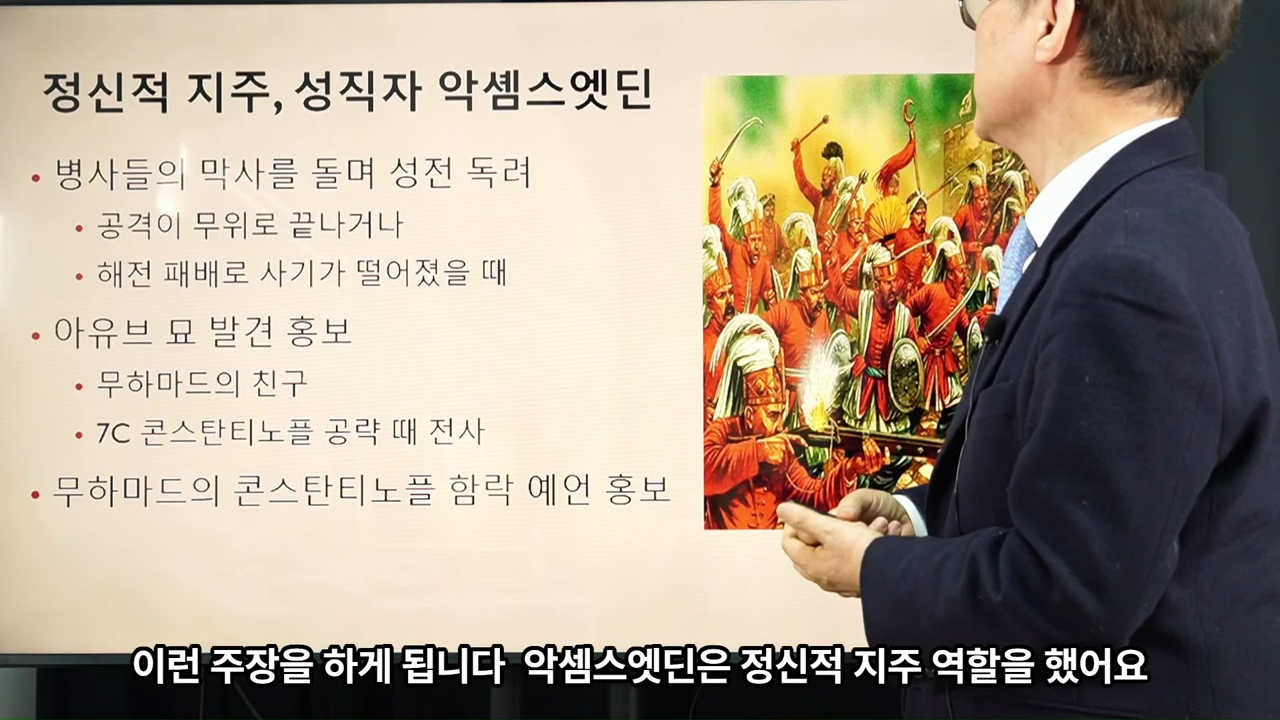 정신적 지주, 성직자 악셈스엣딘
• 병사들의 막사를 돌며 성전 독려
• 공격이 무위로 끝나거나
• 해전 패배로 사기가 떨어졌을 때
• 아유브 묘 발견 홍보
• 무하마드의 친구
• 7C 콘스탄티노플 공략 때 전사
• 무하마드의 콘스탄티노플 함락 예언 홍보
이런 주장을 하게 됩니다 악셈스엣딘은 정신적 지주 역할을 했어요